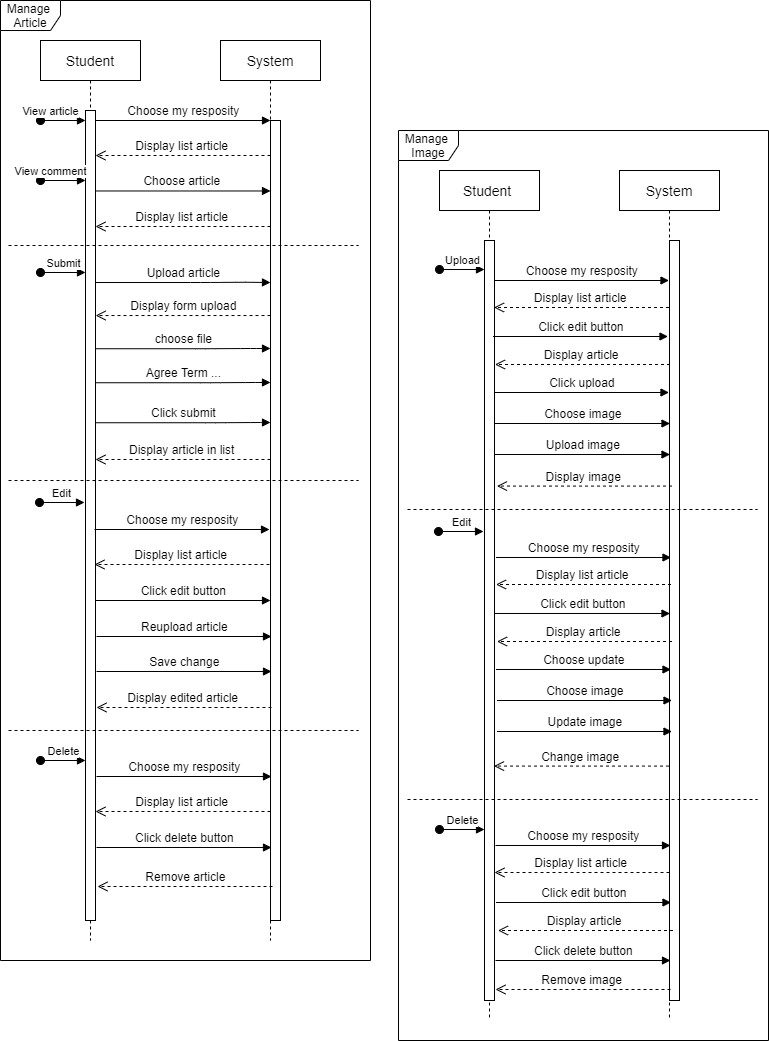 Manage
Article
Student
System
View article
Choose my resposity
Display list article
View comment
Choose article
Display list article
Submit
Upload article
Display form upload
choose file
Agree Term ...
Click submit
Display article in list
Edit
Choose my resposity
Display list article
Click edit button
Reupload article
Save change
Display edited article
Delete
Choose my resposity
Display list article
Click delete button
Remove article
Manage
Image
Student
System
Upload
Choose my resposity
Display list article
Click edit button
Display article
Click upload
Choose image
Upload image
Display image
Edit
Choose my resposity
Display list article
Click edit button
Display article
Choose update
Choose image
Update image
Change image
Delete
Choose my resposity
Display list article
Click edit button
Display article
Click delete button
Remove image